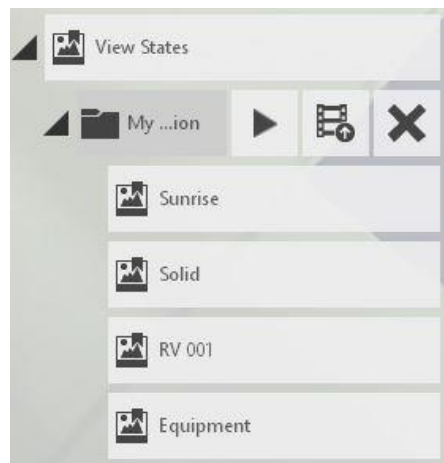 View States
My ...ion
Sunrise
Solid
RV 001
Equipment